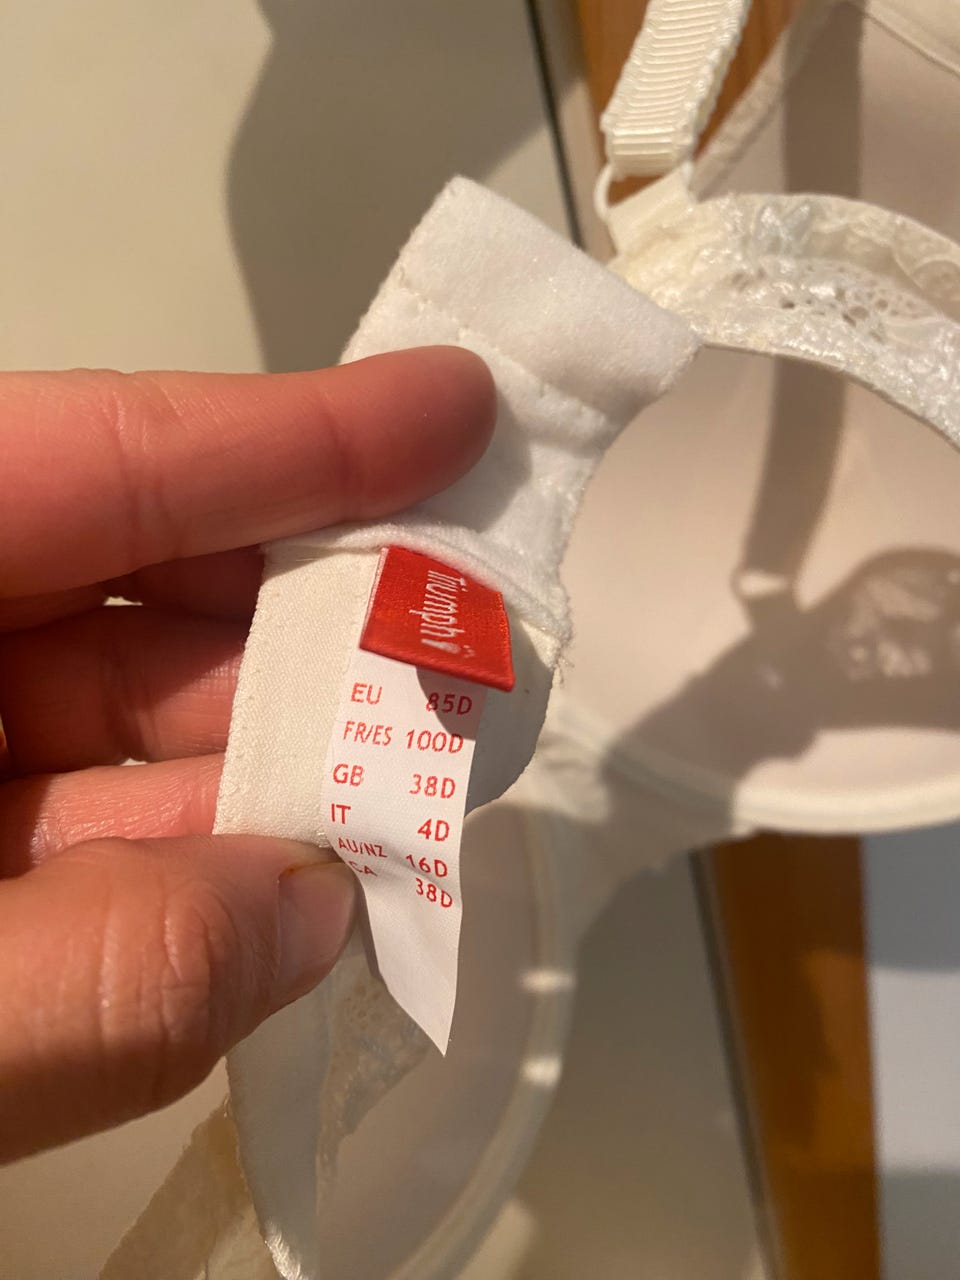 Triumph
EU 85D
FR/ES 100D
GB 38D
IT 4D
AU/NZ 16D
CA 38D